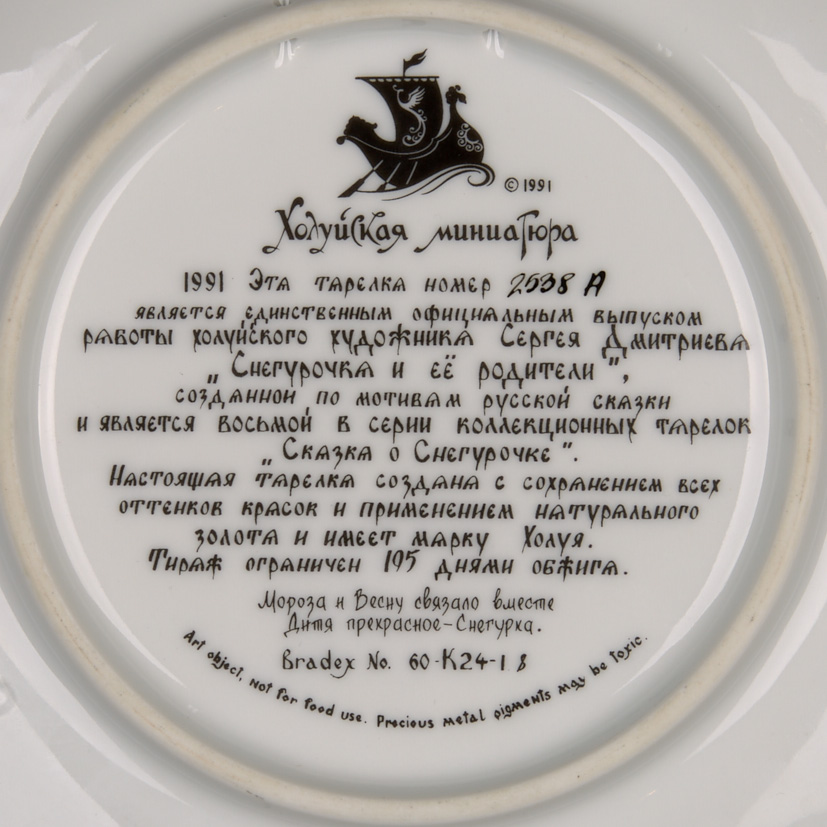 © 1991
Холуйская миниатюра
1991 Эта тарелка номер 2538 A
является единственным официальным выпуском
работы холуйского художника Сергея Дмитриева
„Снегурочка и её родители",
созданной по мотивам русской сказки
и является восьмой в серии коллекционных тарелок
„Сказка о Снегурочке".
Настоящая тарелка создана с сохранением всех
оттенков красок и применением натурального
золота и имеет марку Холуя.
Тираж ограничен 195 днями обжига.
Мороза и Весну связало вместе
Дитя прекрасное-Снегурка.
Bradex No. 60-K24-1 8
Art object, not for food use. Precious metal pigments may be toxic.